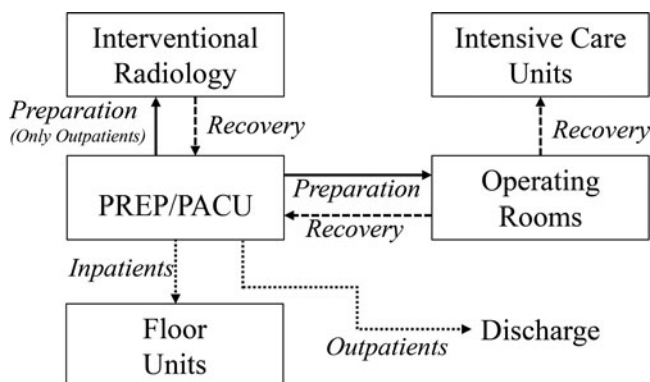 Interventional
Radiology
Intensive Care
Units
Preparation
(Only Outpatients)
Recovery
Recovery
PREP/PACU
Preparation
Recovery
Operating
Rooms
Inpatients
Floor
Units
Outpatients
Discharge